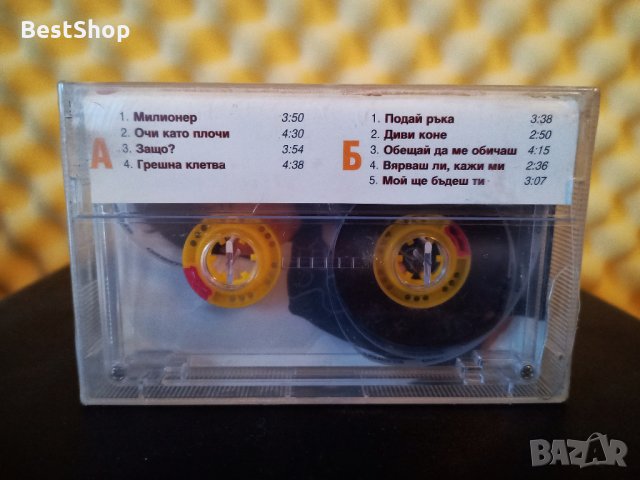 BestShop
А
1. Милионер 3:50
2. Очи като плочи 4:30
3. Защо? 3:54
4. Грешна клетва 4:38
Б
1. Подай ръка 3:38
2. Диви коне 2:50
3. Обещай да ме обичаш 4:15
4. Вярваш ли, кажи ми 2:36
5. Мой ще бъдеш ти 3:07
BAZAR